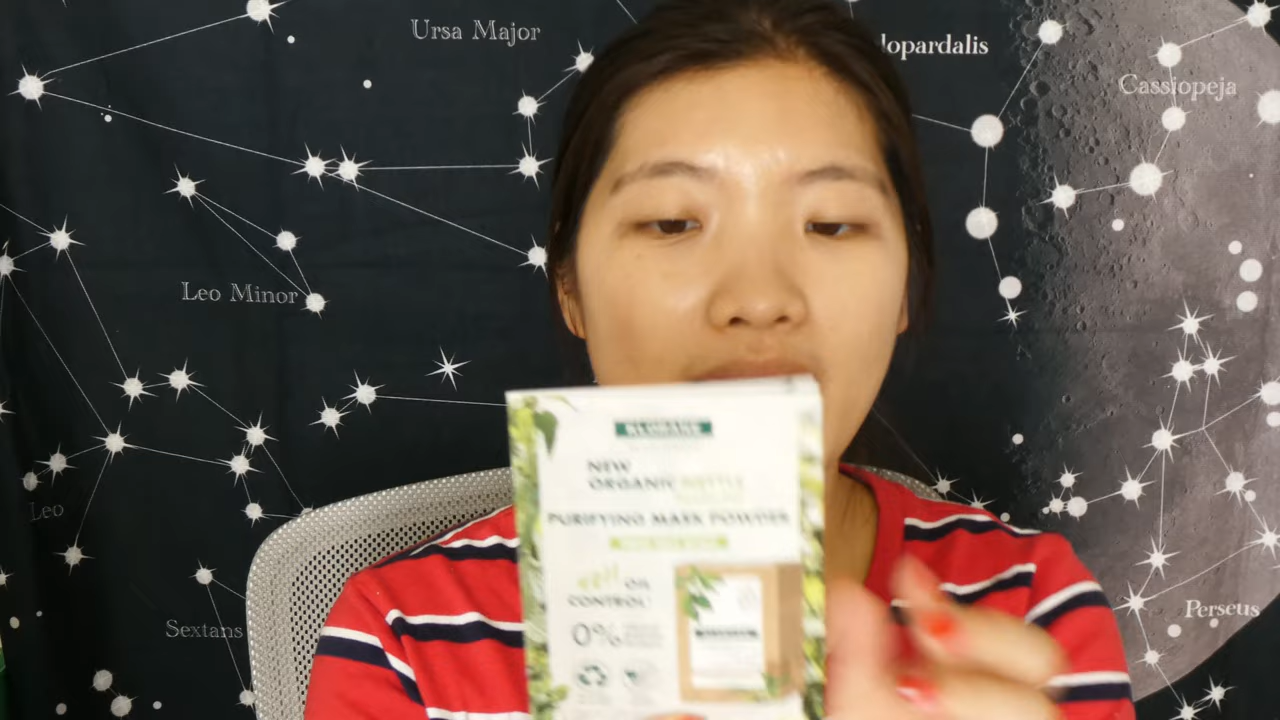 Ursa Major
lopardalis
Cassiopeja
Leo Minor
Leo
Sextans
Perseus
KLORANE
NEW
ORGANIC NETTLE
PURIFYING MASK POWDER
OIL
CONTROL
0%